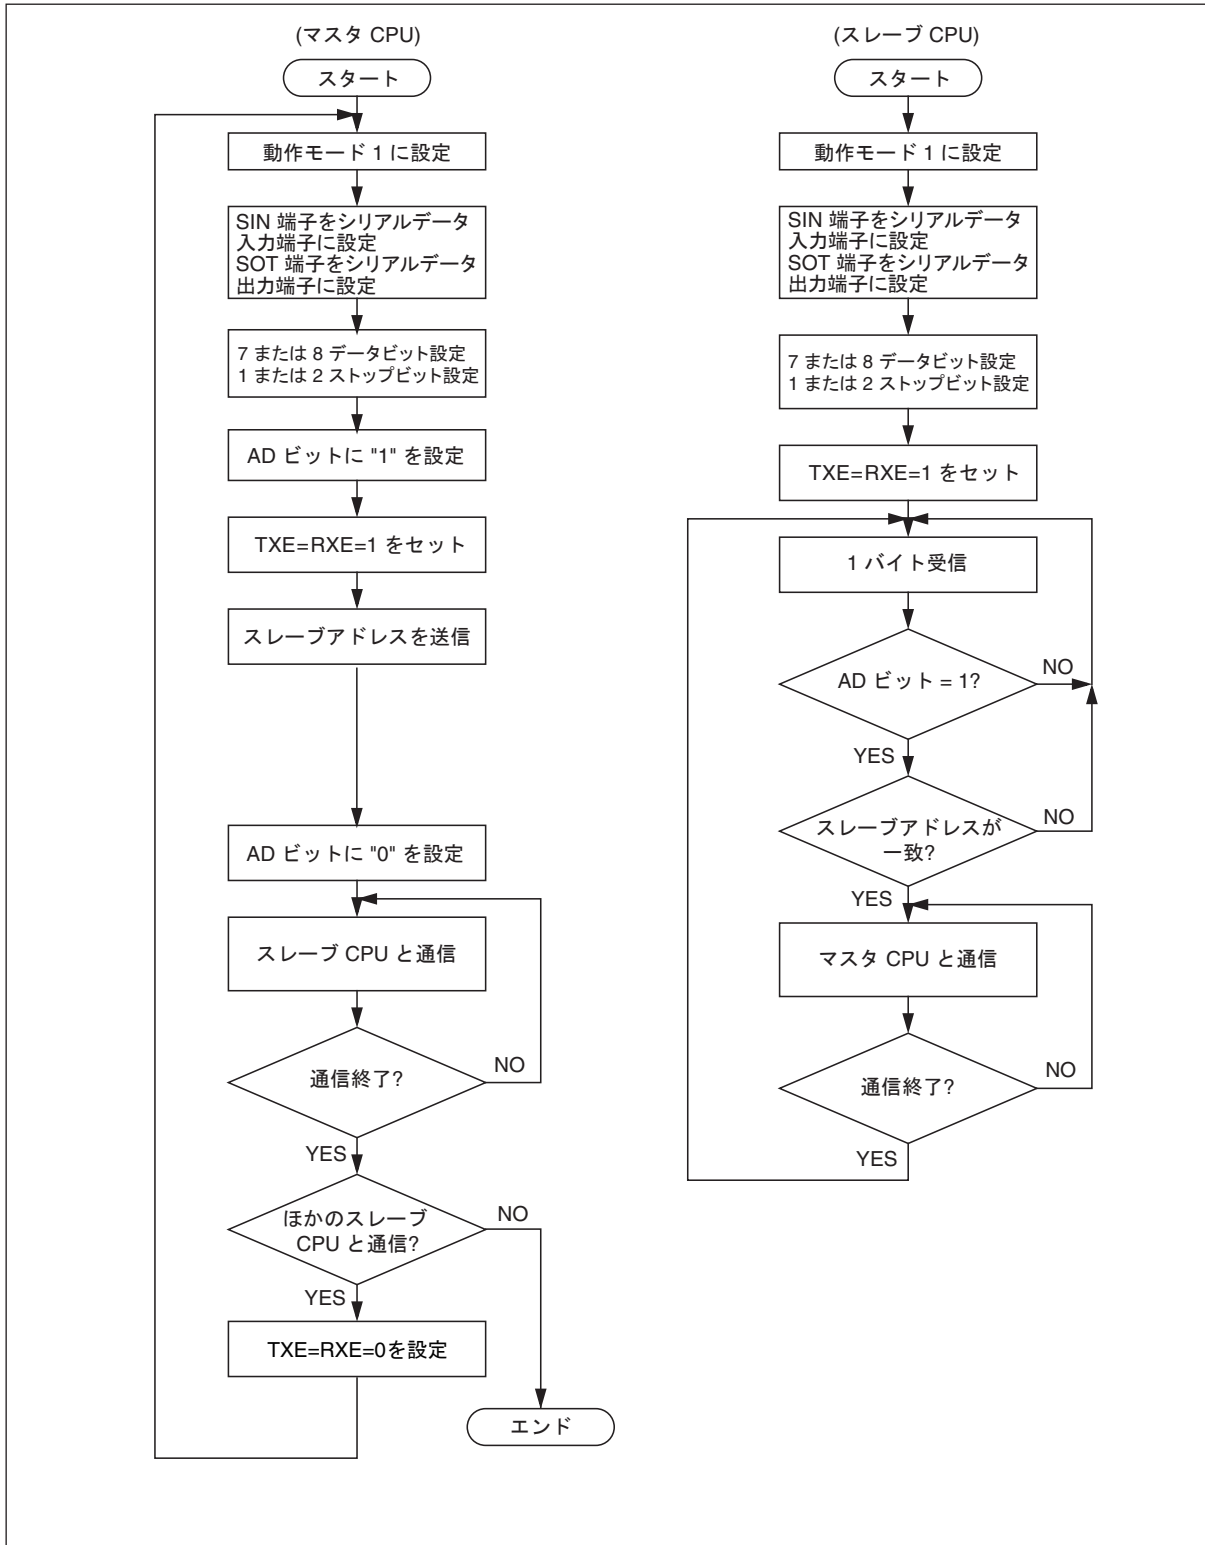 (マスタ CPU)
スタート
動作モード 1 に設定
SIN 端子をシリアルデータ
入力端子に設定
SOT 端子をシリアルデータ
出力端子に設定
7 または 8 データビット設定
1 または 2 ストップビット設定
AD ビットに "1" を設定
TXE=RXE=1 をセット
スレーブアドレスを送信
AD ビットに "0" を設定
スレーブ CPU と通信
通信終了?
NO
YES
ほかのスレーブ
CPU と通信?
NO
YES
TXE=RXE=0を設定
エンド
(スレーブ CPU)
スタート
動作モード 1 に設定
SIN 端子をシリアルデータ
入力端子に設定
SOT 端子をシリアルデータ
出力端子に設定
7 または 8 データビット設定
1 または 2 ストップビット設定
TXE=RXE=1 をセット
1 バイト受信
AD ビット = 1?
NO
YES
スレーブアドレスが
一致?
NO
YES
マスタ CPU と通信
通信終了?
NO
YES